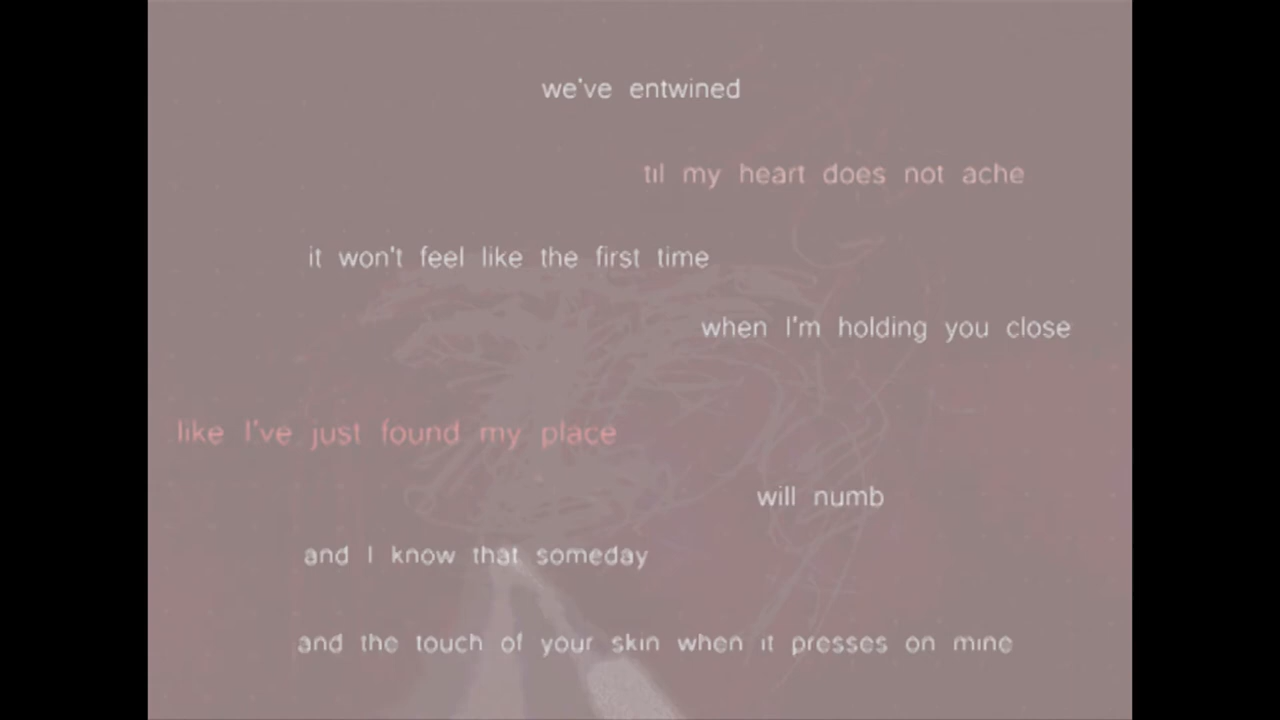 we've entwined
til my heart does not ache
it won't feel like the first time
when I'm holding you close
like I've just found my place
will numb
and I know that someday
and the touch of your skin when it presses on mine